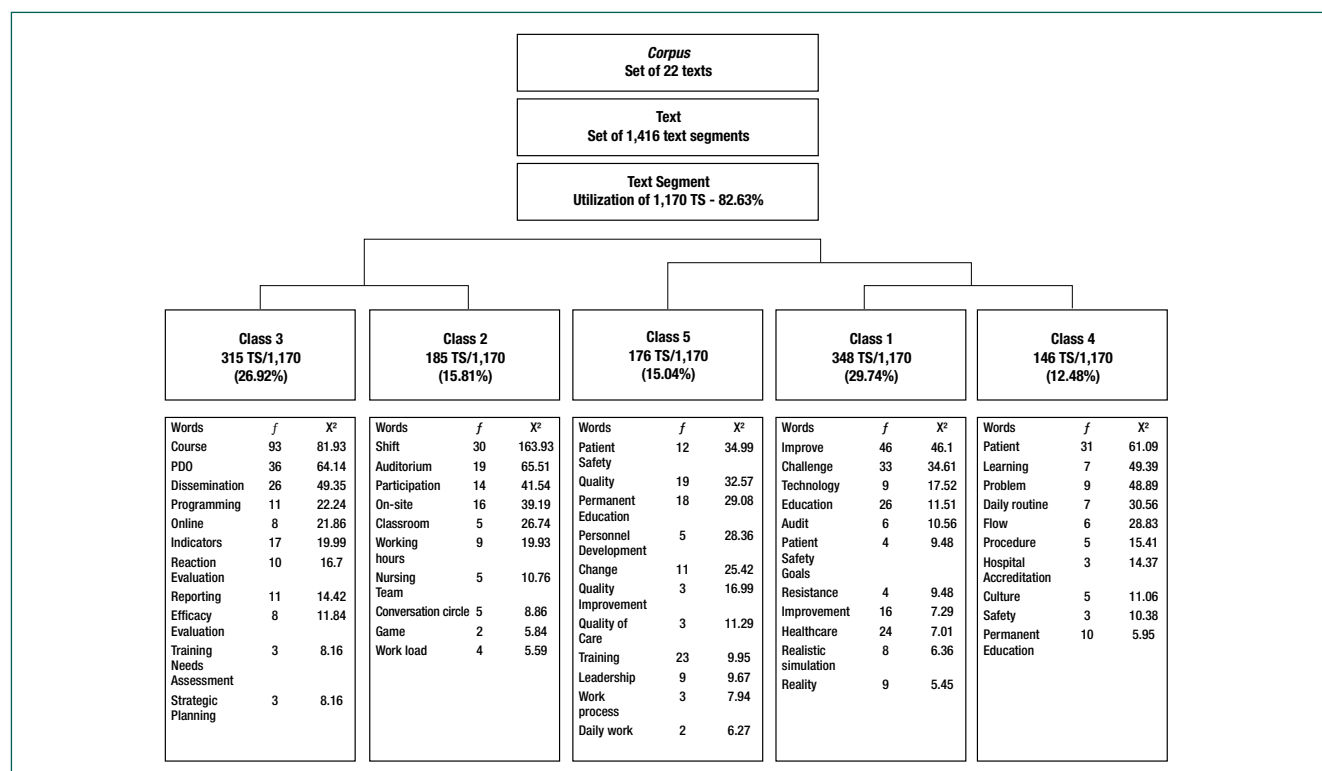 Corpus
Set of 22 texts
Text
Set of 1,416 text segments
Text Segment
Utilization of 1,170 TS - 82.63%
Class 3
315 TS/1,170
(26.92%)
Class 2
185 TS/1,170
(15.81%)
Class 5
176 TS/1,170
(15.04%)
Class 1
348 TS/1,170
(29.74%)
Class 4
146 TS/1,170
(12.48%)
Words f X²
Course 93 81.93
PDO 36 64.14
Dissemination 26 49.35
Programming 11 22.24
Online 8 21.86
Indicators 17 19.99
Reaction 10 16.7
Evaluation
Reporting 11 14.42
Efficacy 8 11.84
Evaluation
Training 3 8.16
Needs
Assessment
Strategic 3 8.16
Planning
Words f X²
Shift 30 163.93
Auditorium 19 65.51
Participation 14 41.54
On-site 16 39.19
Classroom 5 26.74
Working 9 19.93
hours
Nursing 5 10.76
Team
Conversation circle 5 8.86
Game 2 5.84
Work load 4 5.59
Words f X²
Patient 12 34.99
Safety
Quality 19 32.57
Permanent 18 29.08
Education
Personnel 5 28.36
Development
Change 11 25.42
Quality 3 16.99
Improvement
Quality of 3 11.29
Care
Training 23 9.95
Leadership 9 9.67
Work 3 7.94
process
Daily work 2 6.27
Words f X²
Improve 46 46.1
Challenge 33 34.61
Technology 9 17.52
Education 26 11.51
Audit 6 10.56
Patient 4 9.48
Safety
Goals
Resistance 4 9.48
Improvement 16 7.29
Healthcare 24 7.01
Realistic 8 6.36
simulation
Reality 9 5.45
Words f X²
Patient 31 61.09
Learning 7 49.39
Problem 9 48.89
Daily routine 7 30.56
Flow 6 28.83
Procedure 5 15.41
Hospital 3 14.37
Accreditation
Culture 5 11.06
Safety 3 10.38
Permanent 10 5.95
Education